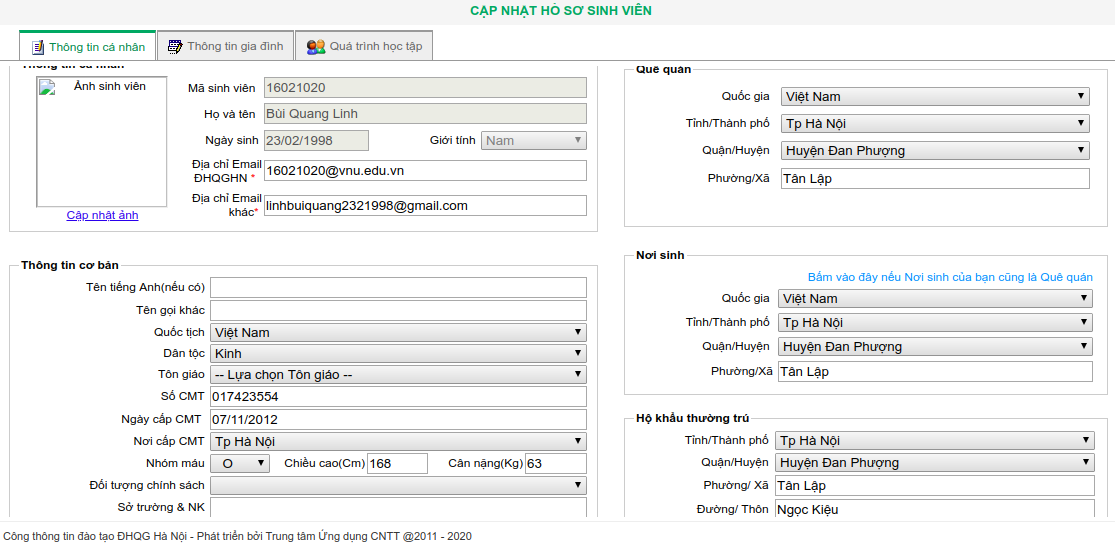 CẬP NHẬT HỒ SƠ SINH VIÊN
Thông tin cá nhân
Thông tin gia đình
Quá trình học tập
Thông tin cá nhân
Ảnh sinh viên
Cập nhật ảnh
Mã sinh viên 16021020
Họ và tên Bùi Quang Linh
Ngày sinh 23/02/1998 Giới tính Nam
Địa chỉ Email
ĐHQGHN * 16021020@vnu.edu.vn
Địa chỉ Email
khác* linhbuiquang2321998@gmail.com
Thông tin cơ bản
Tên tiếng Anh(nếu có)
Tên gọi khác
Quốc tịch Việt Nam
Dân tộc Kinh
Tôn giáo -- Lựa chọn Tôn giáo --
Số CMT 017423554
Ngày cấp CMT 07/11/2012
Nơi cấp CMT Tp Hà Nội
Nhóm máu O Chiều cao(Cm) 168 Cân nặng(Kg) 63
Đối tượng chính sách
Sở trường & NK
Quê quán
Quốc gia Việt Nam
Tỉnh/Thành phố Tp Hà Nội
Quận/Huyện Huyện Đan Phượng
Phường/Xã Tân Lập
Nơi sinh
Bấm vào đây nếu Nơi sinh của bạn cũng là Quê quán
Quốc gia Việt Nam
Tỉnh/Thành phố Tp Hà Nội
Quận/Huyện Huyện Đan Phượng
Phường/Xã Tân Lập
Hộ khẩu thường trú
Tỉnh/Thành phố Tp Hà Nội
Quận/Huyện Huyện Đan Phượng
Phường/ Xã Tân Lập
Đường/ Thôn Ngọc Kiệu
Cổng thông tin đào tạo ĐHQG Hà Nội - Phát triển bởi Trung tâm Ứng dụng CNTT @2011 - 2020